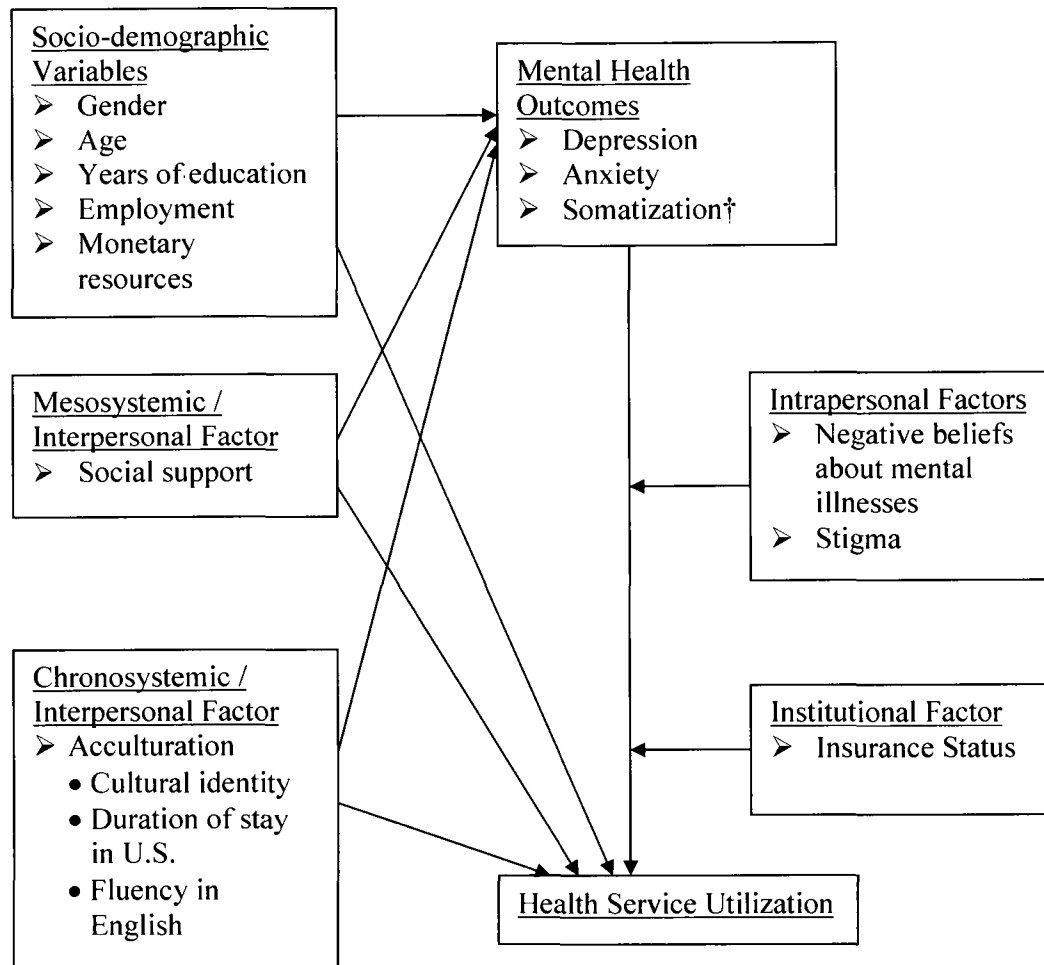 Socio-demographic
Variables
➢ Gender
➢ Age
➢ Years of education
➢ Employment
➢ Monetary
resources
Mental Health
Outcomes
➢ Depression
➢ Anxiety
➢ Somatization†
Mesosystemic /
Interpersonal Factor
➢ Social support
Intrapersonal Factors
➢ Negative beliefs
about mental
illnesses
➢ Stigma
Chronosystemic /
Interpersonal Factor
➢ Acculturation
• Cultural identity
• Duration of stay
in U.S.
• Fluency in
English
Institutional Factor
➢ Insurance Status
Health Service Utilization